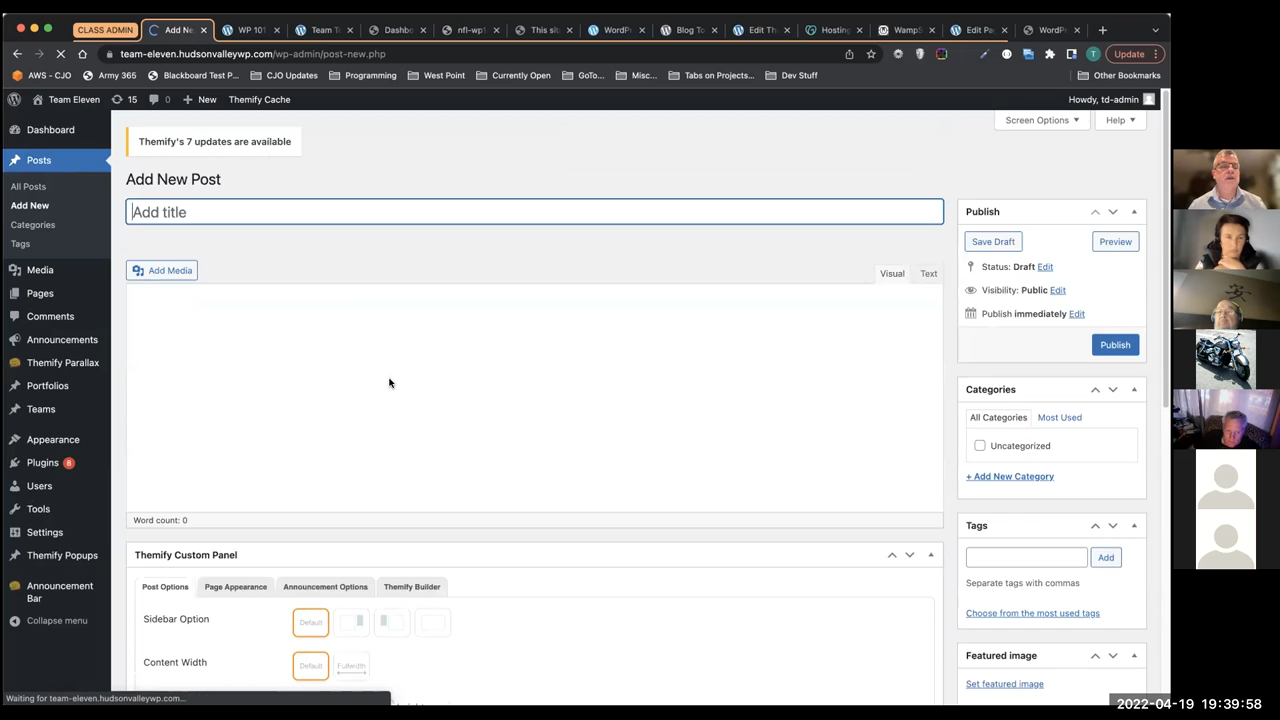 CLASS ADMIN
Add Ne
WP 101
Team T
Dashbo
nfl-wp1
This sit
WordP
Blog To
Edit Th
Hosting
WampS
Edit Pa
WordP
team-eleven.hudsonvalleywp.com/wp-admin/post-new.php
T
Update
AWS - CJO
Army 365
Blackboard Test P...
CJO Updates
Programming
West Point
Currently Open
GoTo...
Misc...
Tabs on Projects...
Dev Stuff
Other Bookmarks
Team Eleven
15
0
New
Themify Cache
Howdy, td-admin
Screen Options
Help
Dashboard
Posts
All Posts
Add New
Categories
Tags
Media
Pages
Comments
Announcements
Themify Parallax
Portfolios
Teams
Appearance
Plugins 8
Users
Tools
Settings
Themify Popups
Announcement
Bar
Collapse menu
Themify's 7 updates are available
Add New Post
Add title
Add Media
Visual
Text
Word count: 0
Themify Custom Panel
Post Options
Page Appearance
Announcement Options
Themify Builder
Sidebar Option
Default
Content Width
Default
Fullwidth
Publish
Save Draft
Preview
Status: Draft Edit
Visibility: Public Edit
Publish immediately Edit
Publish
Categories
All Categories
Most Used
Uncategorized
+ Add New Category
Tags
Add
Separate tags with commas
Choose from the most used tags
Featured image
Set featured image
Waiting for team-eleven.hudsonvalleywp.com...
安
2022-04-19 19:39:58